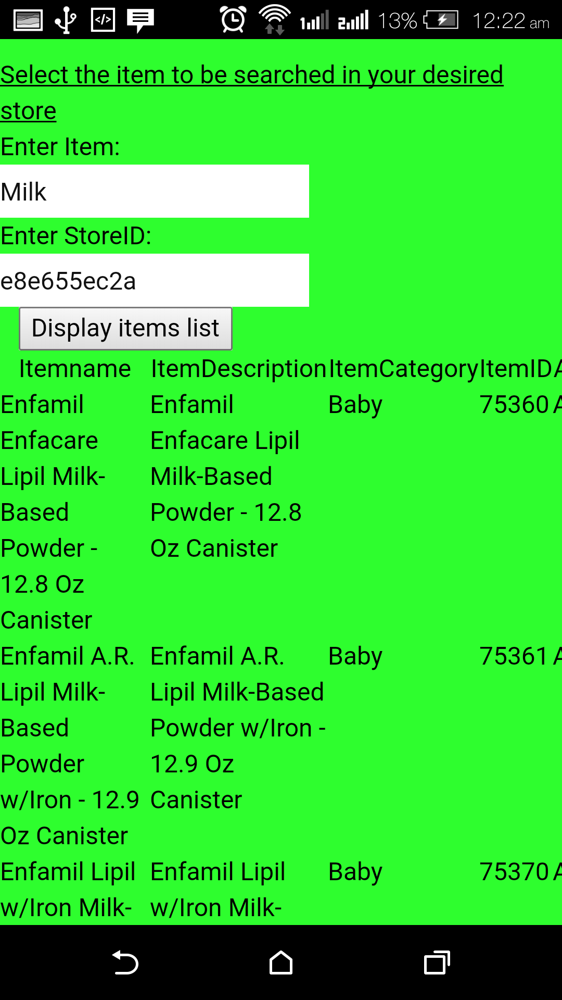 13% 12:22 am
Select the item to be searched in your desired
store
Enter Item:
Milk
Enter StoreID:
e8e655ec2a
Display items list
Itemname ItemDescription ItemCategory ItemID A
Enfamil Enfamil Baby 75360 A
Enfacare Enfacare Lipil
Lipil Milk- Milk-Based
Based Powder - 12.8
Powder - Oz Canister
12.8 Oz
Canister
Enfamil A.R. Enfamil A.R. Baby 75361 A
Lipil Milk- Lipil Milk-Based
Based Powder w/Iron -
Powder 12.9 Oz
w/Iron - 12.9 Canister
Oz Canister
Enfamil Lipil Enfamil Lipil Baby 75370 A
w/Iron Milk- w/Iron Milk-